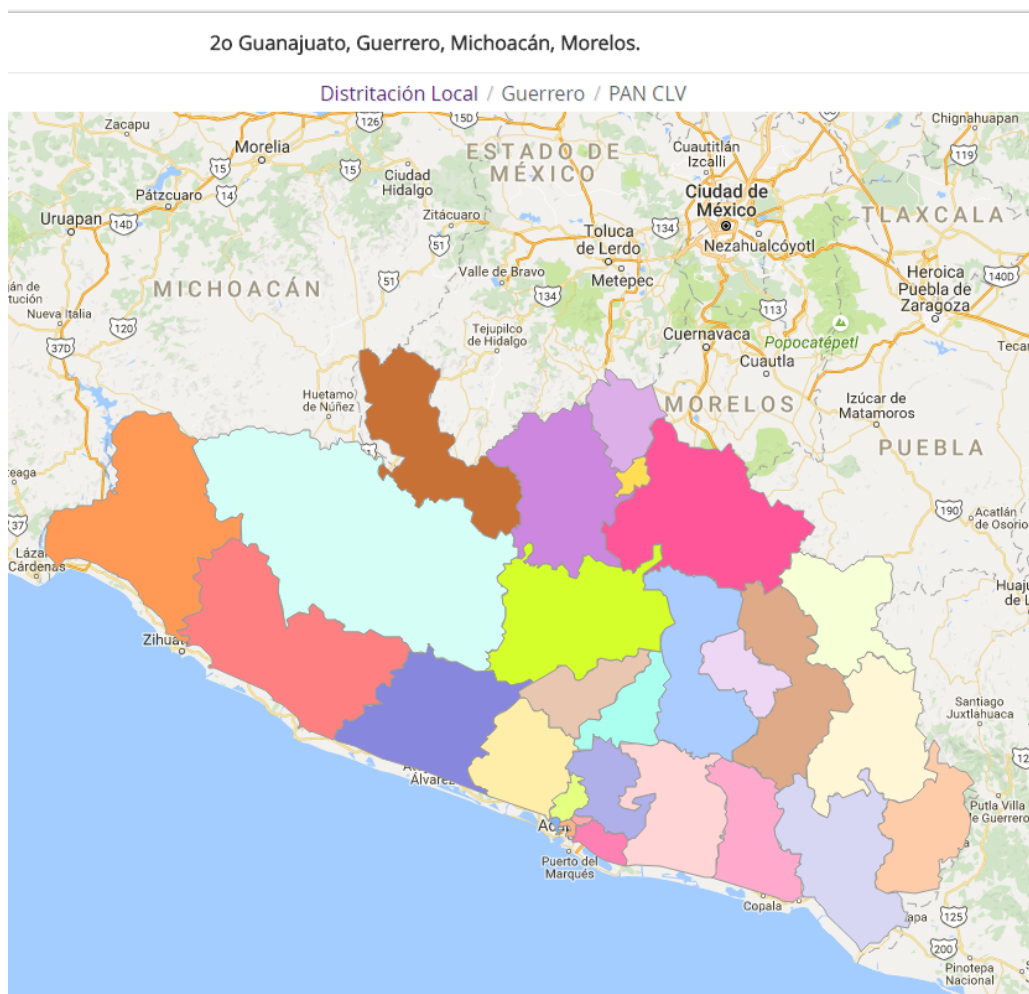 2o Guanajuato, Guerrero, Michoacán, Morelos.
Distritación Local / Guerrero / PAN CLV
Zacapu
126
15D
Chignahuapan
Morelia
15
15
ESTADO DE
MÉXICO
Cuautitlán
Izcalli
119
Ciudad
Hidalgo
Pátzcuaro
14
Ciudad de
México
Uruapan
14D
Zitácuaro
TLAXCALA
51
Toluca
de Lerdo
134
Nezahualcóyotl
Valle de Bravo
Metepec
Heroica
Puebla de
Zaragoza
140D
51
MICHOACÁN
134
Nueva Italia
120
113
37D
Tejupilco
de Hidalgo
Cuernavaca
Popocatépetl
Cuautla
Huetamo
de Núñez
MORELOS
Izúcar de
Matamoros
PUEBLA
190
Acatlán
de Osorio
37
Cárdenas
Santiago
Juxtlahuaca
Álvarez
Putla Villa
de Guerrero
Puerto del
Marqués
Copala
125
200
Pinotepa
Nacional